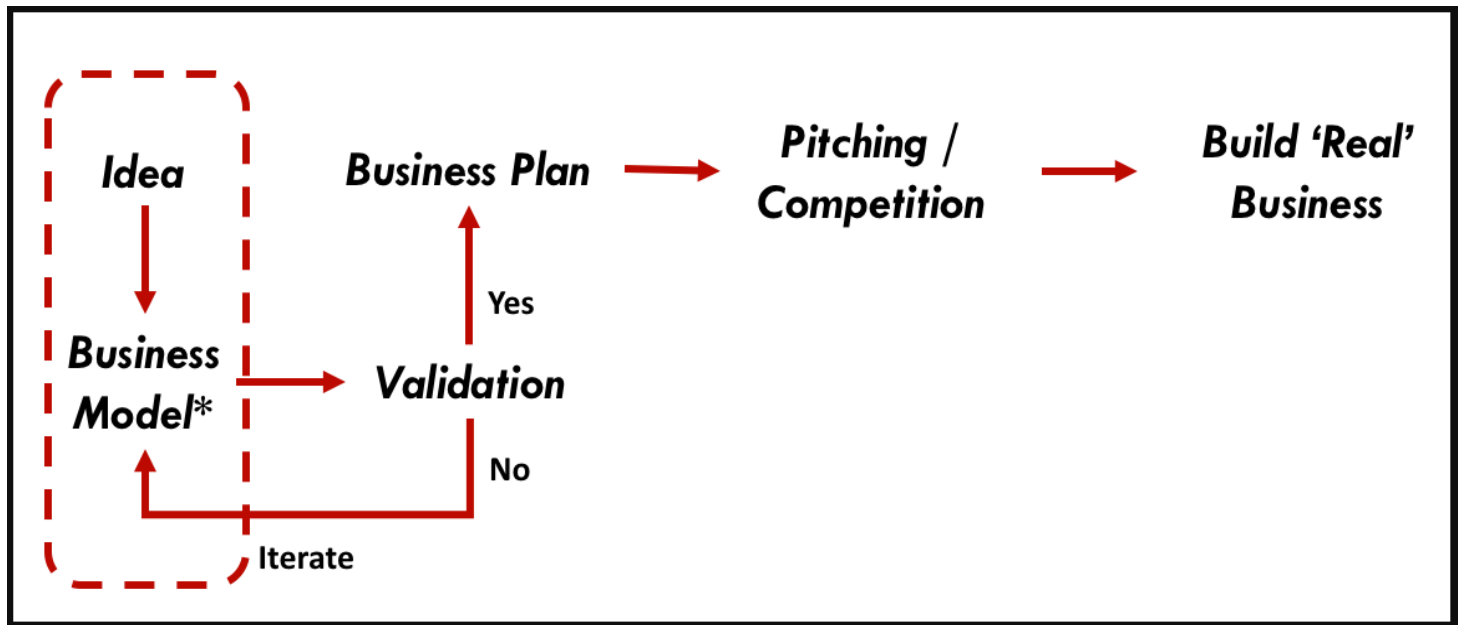 Idea
Business
Model*
Business Plan
Yes
Validation
No
Iterate
Pitching /
Competition
Build ‘Real’
Business